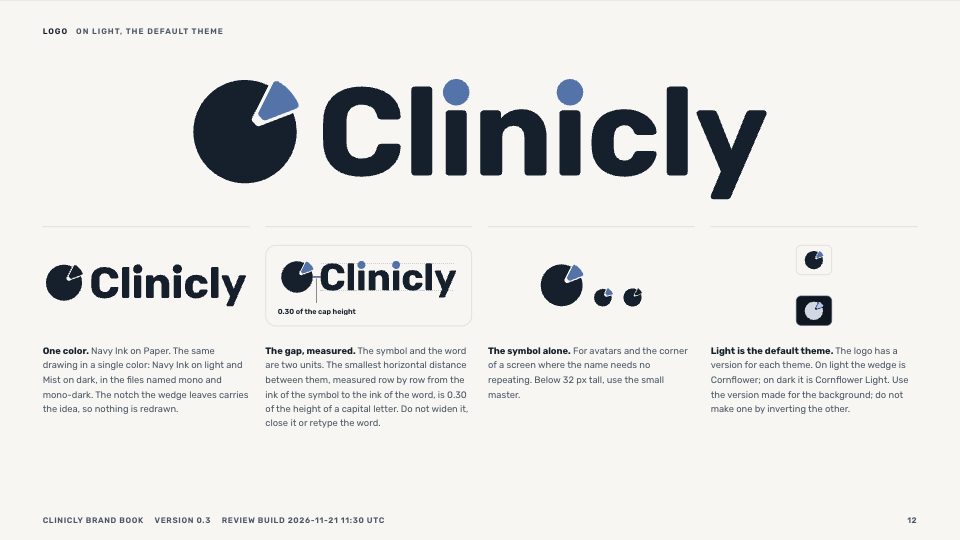 LOGO ON LIGHT, THE DEFAULT THEME
Clinicly
Clinicly
Clinicly
0.30 of the cap height
One color. Navy Ink on Paper. The same
drawing in a single color: Navy Ink on light and
Mist on dark, in the files named mono and
mono-dark. The notch the wedge leaves carries
the idea, so nothing is redrawn.
The gap, measured. The symbol and the word
are two units. The smallest horizontal distance
between them, measured row by row from the
ink of the symbol to the ink of the word, is 0.30
of the height of a capital letter. Do not widen it,
close it or retype the word.
The symbol alone. For avatars and the corner
of a screen where the name needs no
repeating. Below 32 px tall, use the small
master.
Light is the default theme. The logo has a
version for each theme. On light the wedge is
Cornflower; on dark it is Cornflower Light. Use
the version made for the background; do not
make one by inverting the other.
CLINICLY BRAND BOOK VERSION 0.3 REVIEW BUILD 2026-11-21 11:30 UTC
12